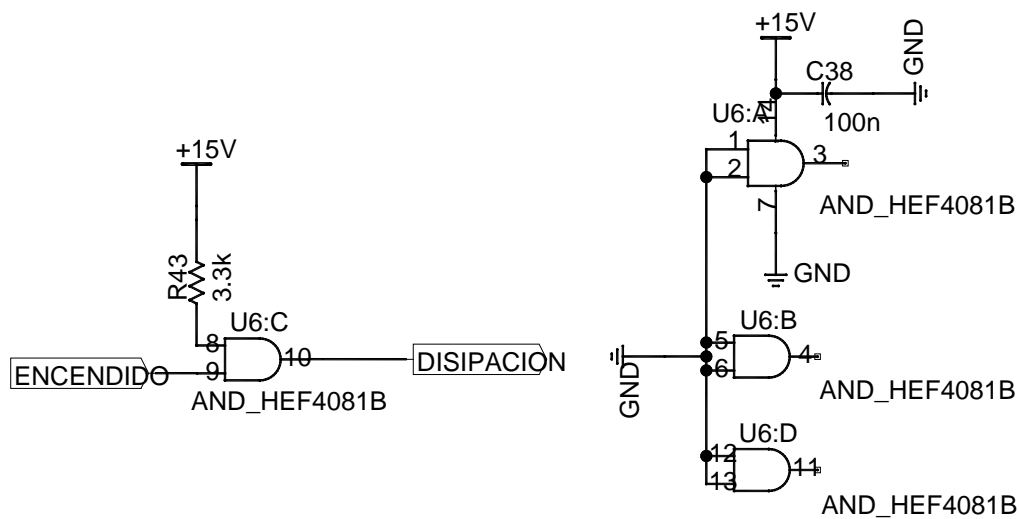 +15V
R43
3.3k
U6:C
8
9
10
ENCENDIDO
DISIPACION
AND_HEF4081B
+15V
C38
100n
GND
U6:A
14
1
2
3
7
AND_HEF4081B
GND
U6:B
5
6
4
GND
AND_HEF4081B
U6:D
12
13
11
AND_HEF4081B